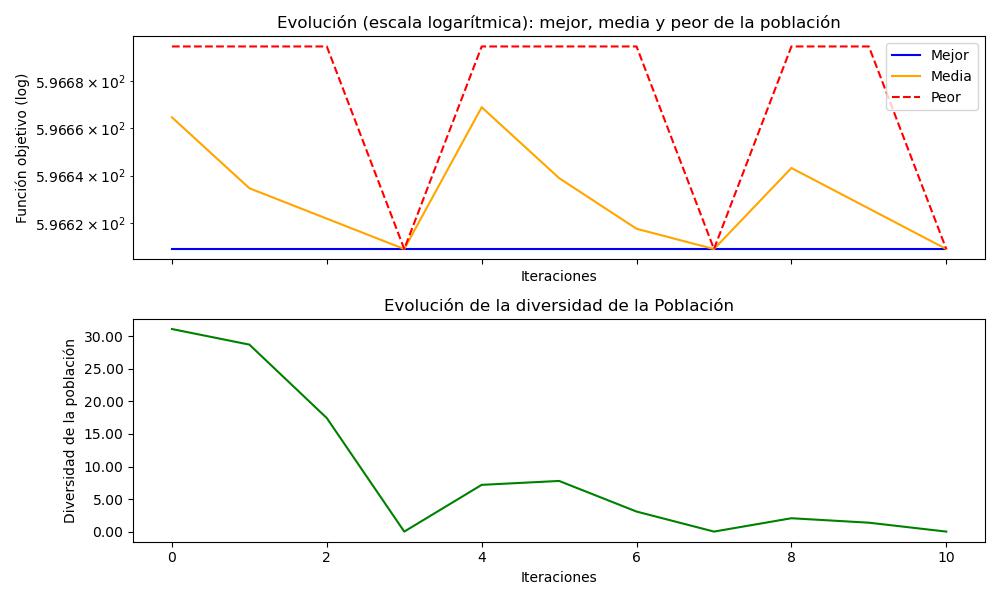 Evolución (escala logarítmica): mejor, media y peor de la población
Función objetivo (log)
5.9668 × 10²
5.9666 × 10²
5.9664 × 10²
5.9662 × 10²
Mejor
Media
Peor
Iteraciones
Evolución de la diversidad de la Población
Diversidad de la población
30.00
25.00
20.00
15.00
10.00
5.00
0.00
0 2 4 6 8 10
Iteraciones